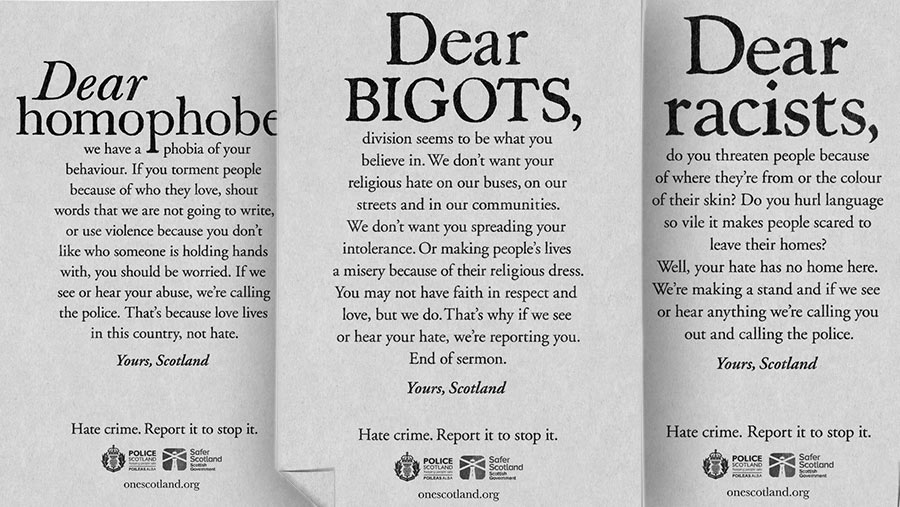 Dear
homophobe
we have a phobia of your
behaviour. If you torment people
because of who they love, shout
words that we are not going to write,
or use violence because you don't
like who someone is holding hands
with, you should be worried. If we
see or hear your abuse, we're calling
the police. That's because love lives
in this country, not hate.
Yours, Scotland
Hate crime. Report it to stop it.
POLICE
SCOTLAND
POILEAS ALBA
Safer
Scotland
Scottish
Government
onescotland.org
Dear
BIGOTS,
division seems to be what you
believe in. We don't want your
religious hate on our buses, on our
streets and in our communities.
We don't want you spreading your
intolerance. Or making people's lives
a misery because of their religious dress.
You may not have faith in respect and
love, but we do. That's why if we see
or hear your hate, we're reporting you.
End of sermon.
Yours, Scotland
Hate crime. Report it to stop it.
POLICE
SCOTLAND
POILEAS ALBA
Safer
Scotland
Scottish
Government
onescotland.org
Dear
racists,
do you threaten people because
of where they're from or the colour
of their skin? Do you hurl language
so vile it makes people scared to
leave their homes?
Well, your hate has no home here.
We're making a stand and if we see
or hear anything we're calling you
out and calling the police.
Yours, Scotland
Hate crime. Report it to stop it.
POLICE
SCOTLAND
POILEAS ALBA
Safer
Scotland
Scottish
Government
onescotland.org